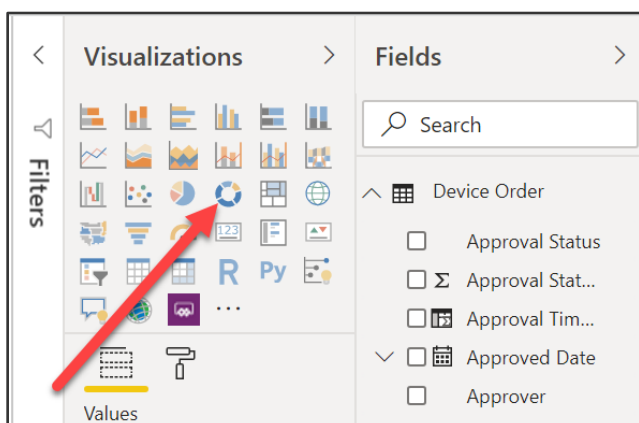 Filters
Visualizations
123
R
Py
Values
Fields
Search
Device Order
Approval Status
Σ Approval Stat...
Approval Tim...
Approved Date
Approver